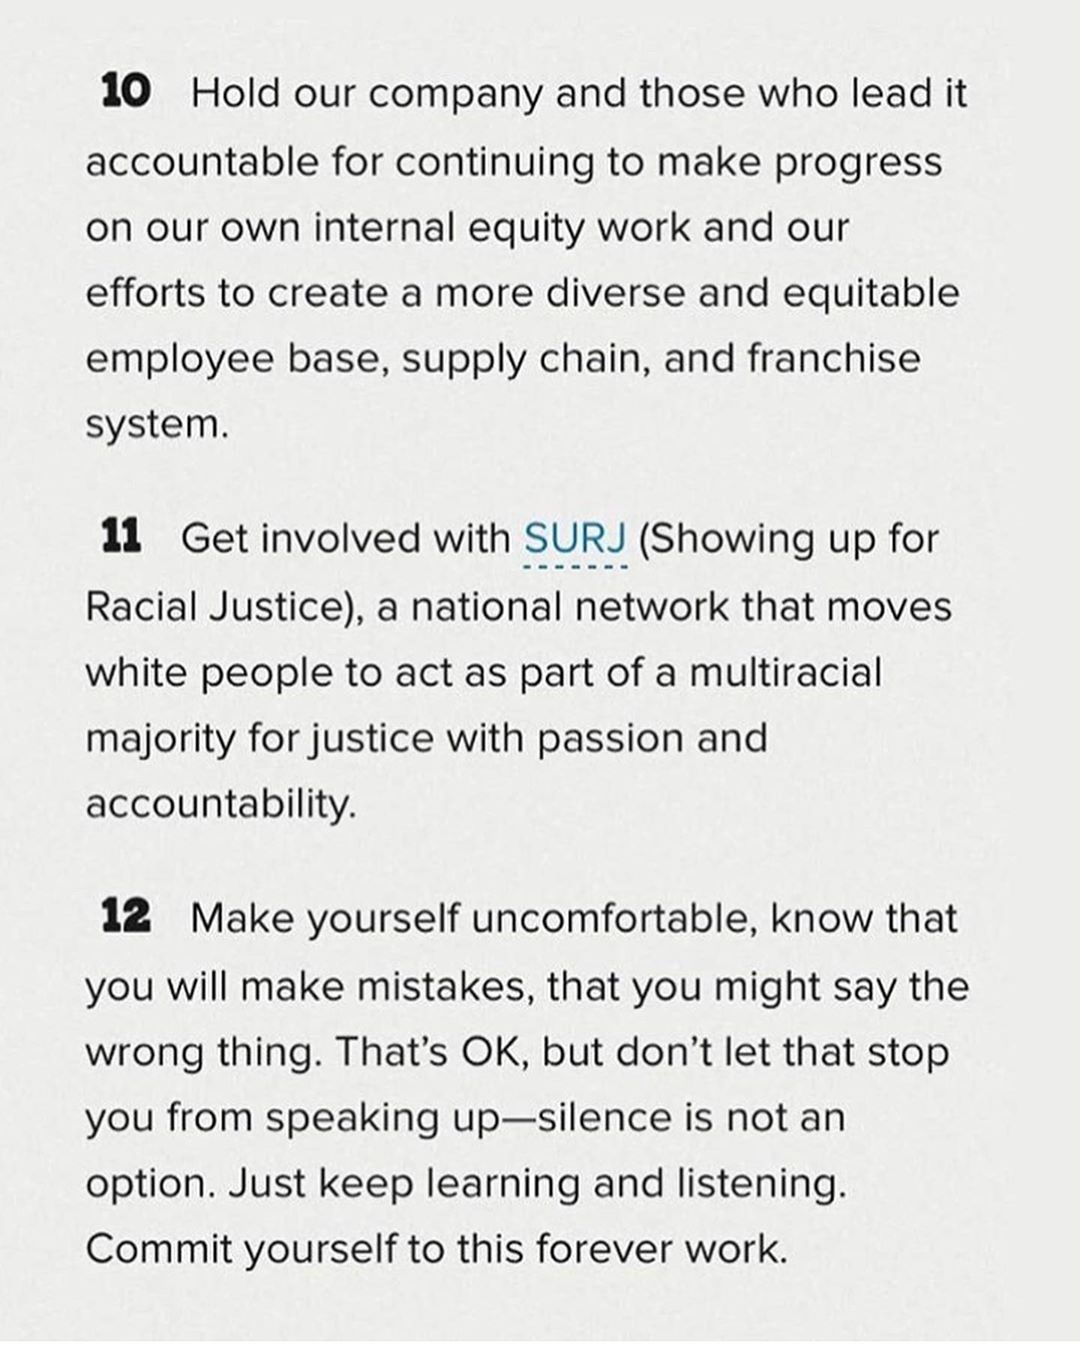 10 Hold our company and those who lead it
accountable for continuing to make progress
on our own internal equity work and our
efforts to create a more diverse and equitable
employee base, supply chain, and franchise
system.
11 Get involved with SURJ (Showing up for
Racial Justice), a national network that moves
white people to act as part of a multiracial
majority for justice with passion and
accountability.
12 Make yourself uncomfortable, know that
you will make mistakes, that you might say the
wrong thing. That’s OK, but don’t let that stop
you from speaking up—silence is not an
option. Just keep learning and listening.
Commit yourself to this forever work.